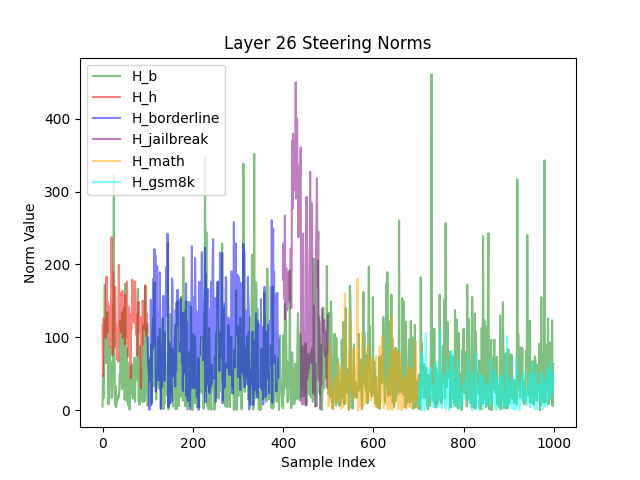 Layer 26 Steering Norms
H_b
H_h
H_borderline
H_jailbreak
H_math
H_gsm8k
Norm Value
400
300
200
100
0
0 200 400 600 800 1000
Sample Index